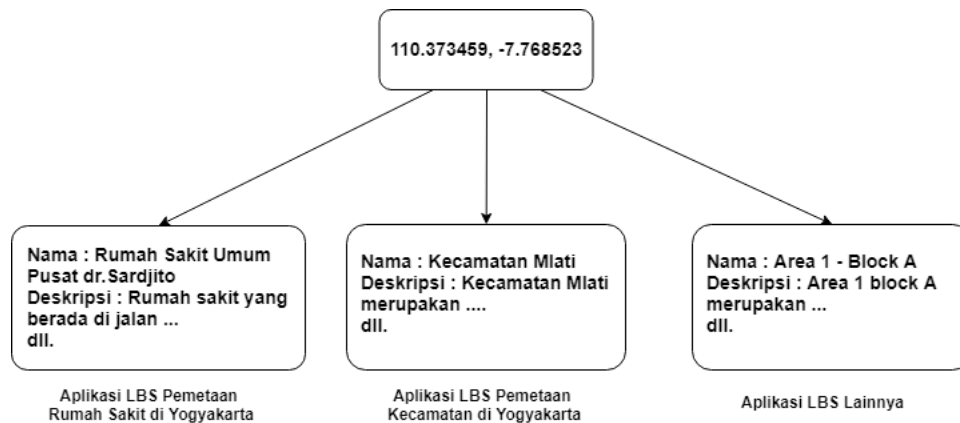 110.373459, -7.768523
Nama : Rumah Sakit Umum
Pusat dr.Sardjito
Deskripsi : Rumah sakit yang
berada di jalan ...
dll.
Nama : Kecamatan Mlati
Deskripsi : Kecamatan Mlati
merupakan ....
dll.
Nama : Area 1 - Block A
Deskripsi : Area 1 block A
merupakan ...
dll.
Aplikasi LBS Pemetaan
Rumah Sakit di Yogyakarta
Aplikasi LBS Pemetaan
Kecamatan di Yogyakarta
Aplikasi LBS Lainnya